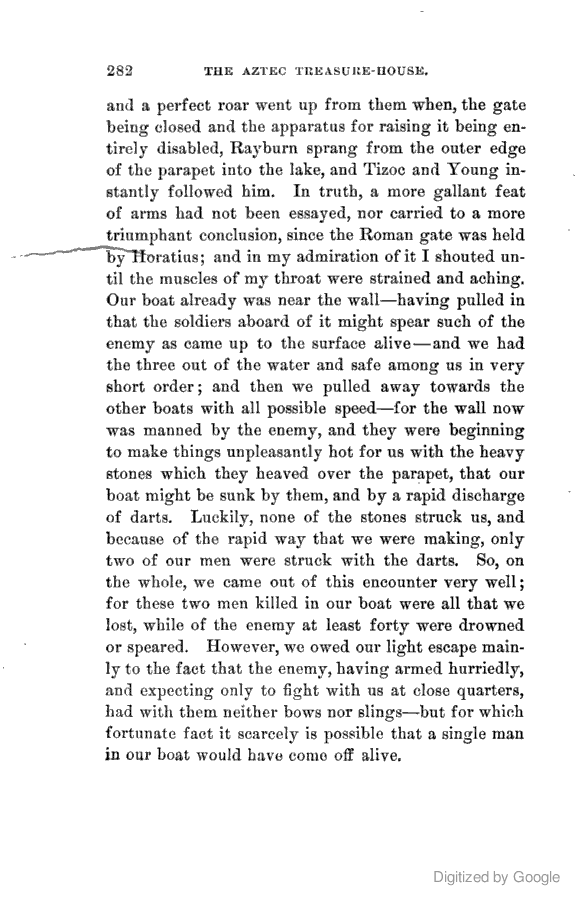 282 THE AZTEC TREASURE-HOUSE.
and a perfect roar went up from them when, the gate
being closed and the apparatus for raising it being en-
tirely disabled, Rayburn sprang from the outer edge
of the parapet into the lake, and Tizoc and Young in-
stantly followed him. In truth, a more gallant feat
of arms had not been essayed, nor carried to a more
triumphant conclusion, since the Roman gate was held
by Horatius; and in my admiration of it I shouted un-
til the muscles of my throat were strained and aching.
Our boat already was near the wall—having pulled in
that the soldiers aboard of it might spear such of the
enemy as came up to the surface alive—and we had
the three out of the water and safe among us in very
short order; and then we pulled away towards the
other boats with all possible speed—for the wall now
was manned by the enemy, and they were beginning
to make things unpleasantly hot for us with the heavy
stones which they heaved over the parapet, that our
boat might be sunk by them, and by a rapid discharge
of darts. Luckily, none of the stones struck us, and
because of the rapid way that we were making, only
two of our men were struck with the darts. So, on
the whole, we came out of this encounter very well;
for these two men killed in our boat were all that we
lost, while of the enemy at least forty were drowned
or speared. However, we owed our light escape main-
ly to the fact that the enemy, having armed hurriedly,
and expecting only to fight with us at close quarters,
had with them neither bows nor slings—but for which
fortunate fact it scarcely is possible that a single man
in our boat would have come off alive.
Digitized by Google